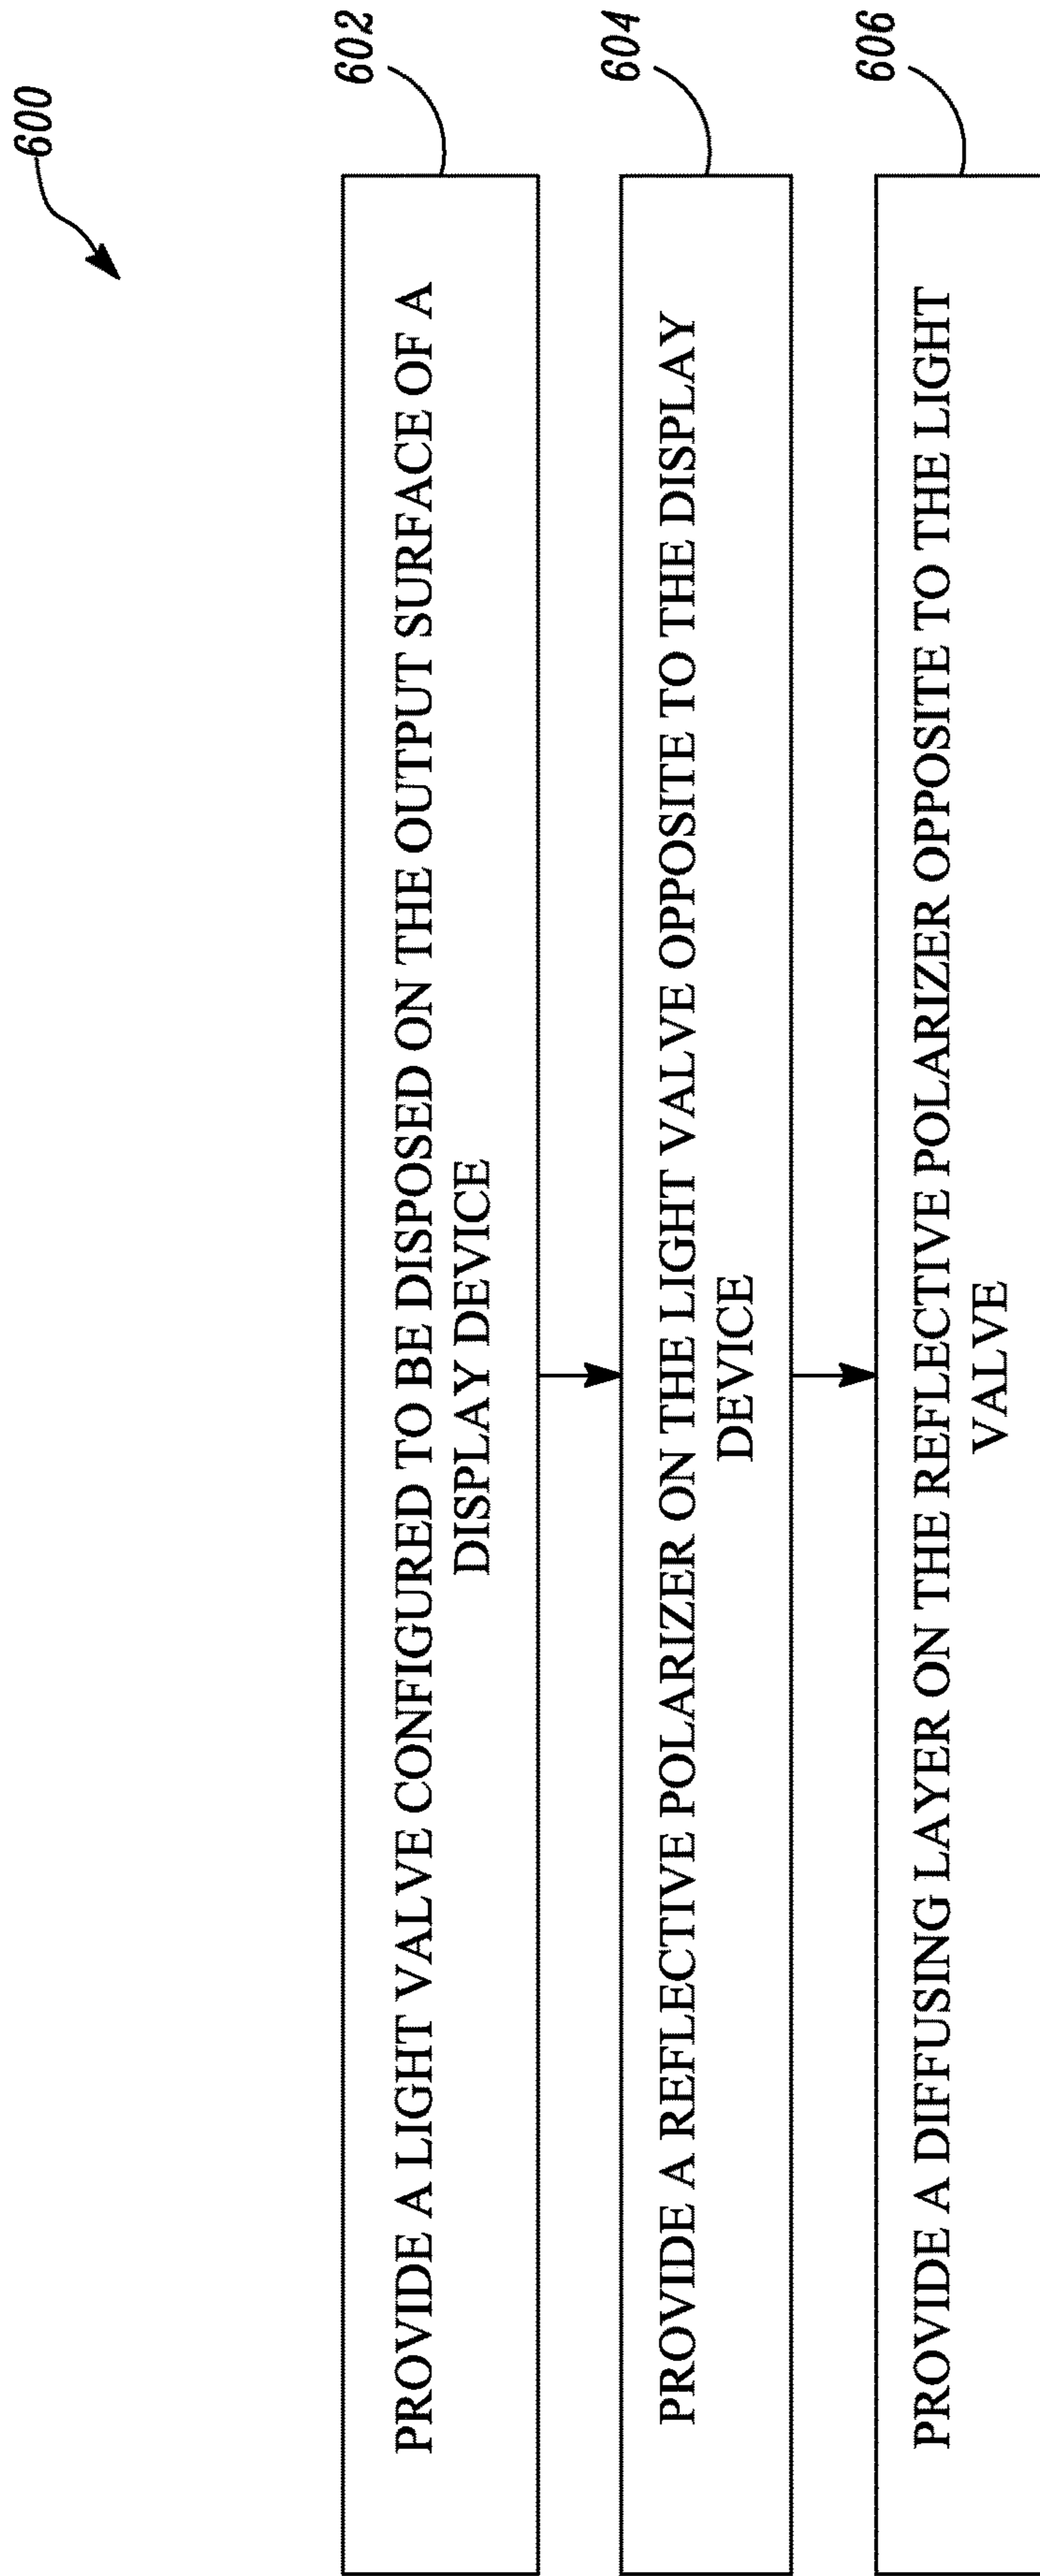 600
602
PROVIDE A LIGHT VALVE CONFIGURED TO BE DISPOSED ON THE OUTPUT SURFACE OF A
DISPLAY DEVICE
604
PROVIDE A REFLECTIVE POLARIZER ON THE LIGHT VALVE OPPOSITE TO THE DISPLAY
DEVICE
606
PROVIDE A DIFFUSING LAYER ON THE REFLECTIVE POLARIZER OPPOSITE TO THE LIGHT
VALVE